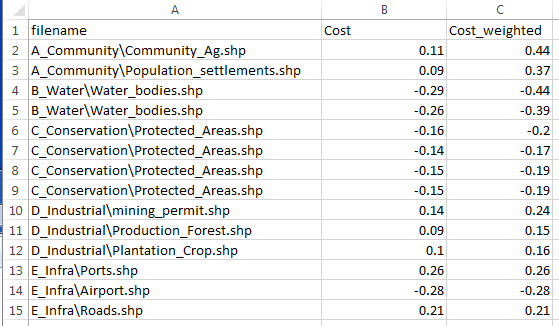 A B C
1 filename Cost Cost_weighted
2 A_Community\Community_Ag.shp 0.11 0.44
3 A_Community\Population_settlements.shp 0.09 0.37
4 B_Water\Water_bodies.shp -0.29 -0.44
5 B_Water\Water_bodies.shp -0.26 -0.39
6 C_Conservation\Protected_Areas.shp -0.16 -0.2
7 C_Conservation\Protected_Areas.shp -0.14 -0.17
8 C_Conservation\Protected_Areas.shp -0.15 -0.19
9 C_Conservation\Protected_Areas.shp -0.15 -0.19
10 D_Industrial\mining_permit.shp 0.14 0.24
11 D_Industrial\Production_Forest.shp 0.09 0.15
12 D_Industrial\Plantation_Crop.shp 0.1 0.16
13 E_Infra\Ports.shp 0.26 0.26
14 E_Infra\Airport.shp -0.28 -0.28
15 E_Infra\Roads.shp 0.21 0.21